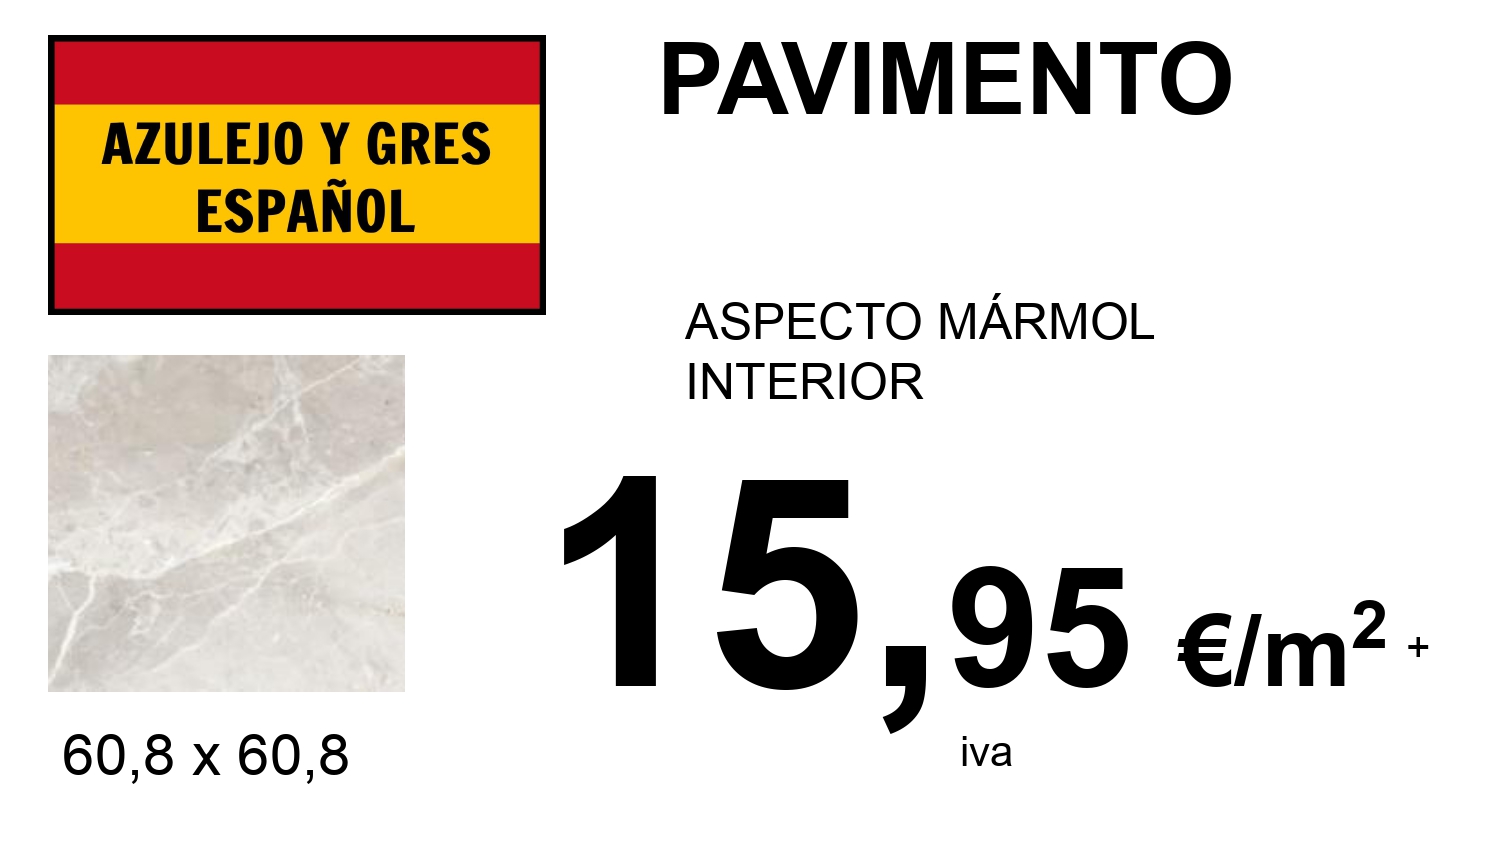 AZULEJO Y GRES
ESPAÑOL
PAVIMENTO
ASPECTO MÁRMOL
INTERIOR
15,95 €/m² +
iva
60,8 x 60,8